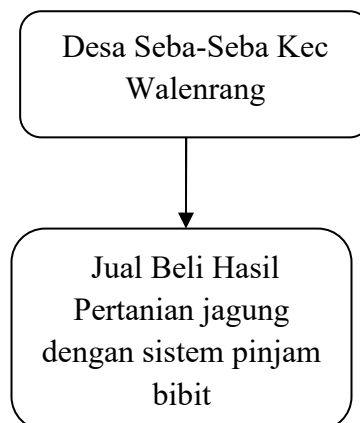 Desa Seba-Seba Kec
Walenrang
Jual Beli Hasil
Pertanian jagung
dengan sistem pinjam
bibit